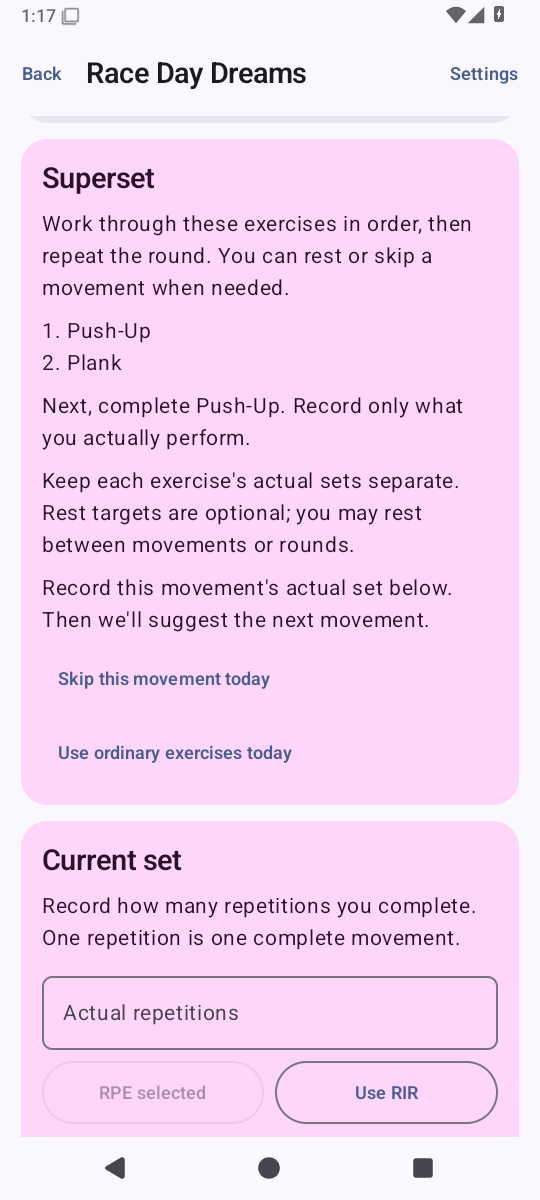 1:17
Back
Race Day Dreams
Settings
Superset
Work through these exercises in order, then
repeat the round. You can rest or skip a
movement when needed.
1. Push-Up
2. Plank
Next, complete Push-Up. Record only what
you actually perform.
Keep each exercise's actual sets separate.
Rest targets are optional; you may rest
between movements or rounds.
Record this movement's actual set below.
Then we'll suggest the next movement.
Skip this movement today
Use ordinary exercises today
Current set
Record how many repetitions you complete.
One repetition is one complete movement.
Actual repetitions
RPE selected
Use RIR